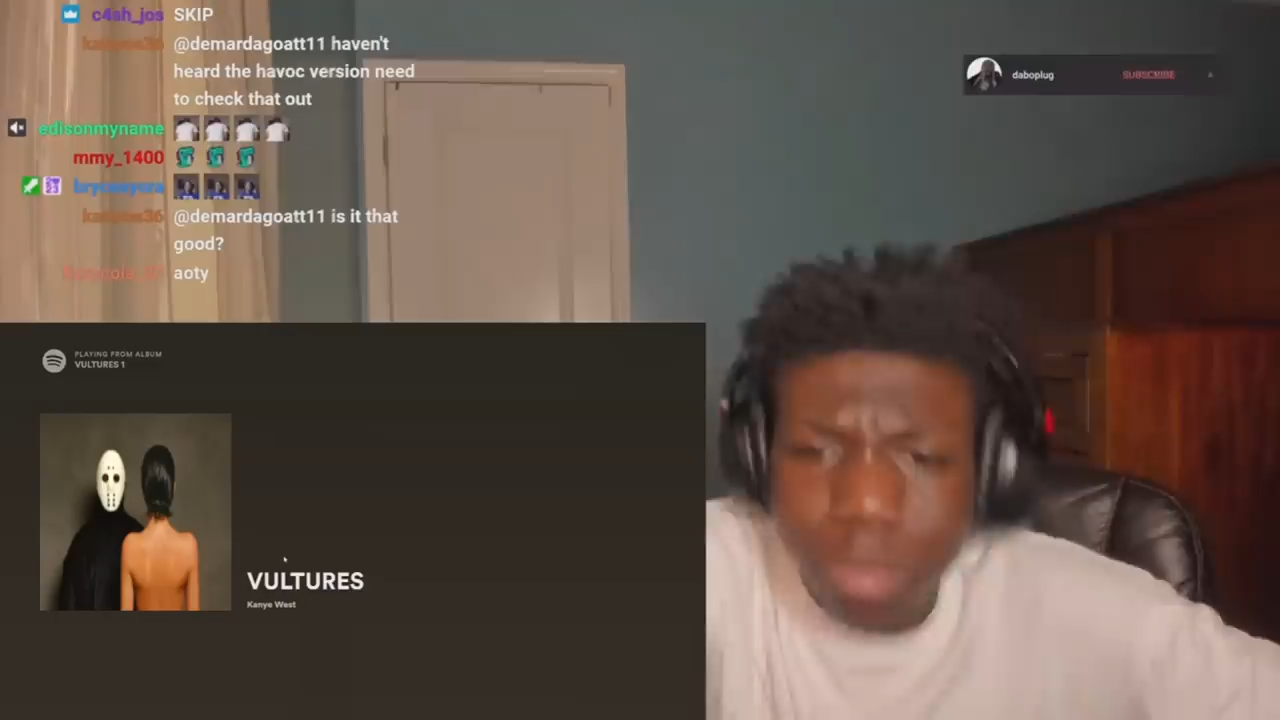 c4sh_jos SKIP
@demardagoatt11 haven't
heard the havoc version need
to check that out
edisonmyname
mmy_1400
@demardagoatt11 is it that
good?
aoty
daboplug SUBSCRIBE
PLAYING FROM ALBUM
VULTURES 1
VULTURES
Kanye West